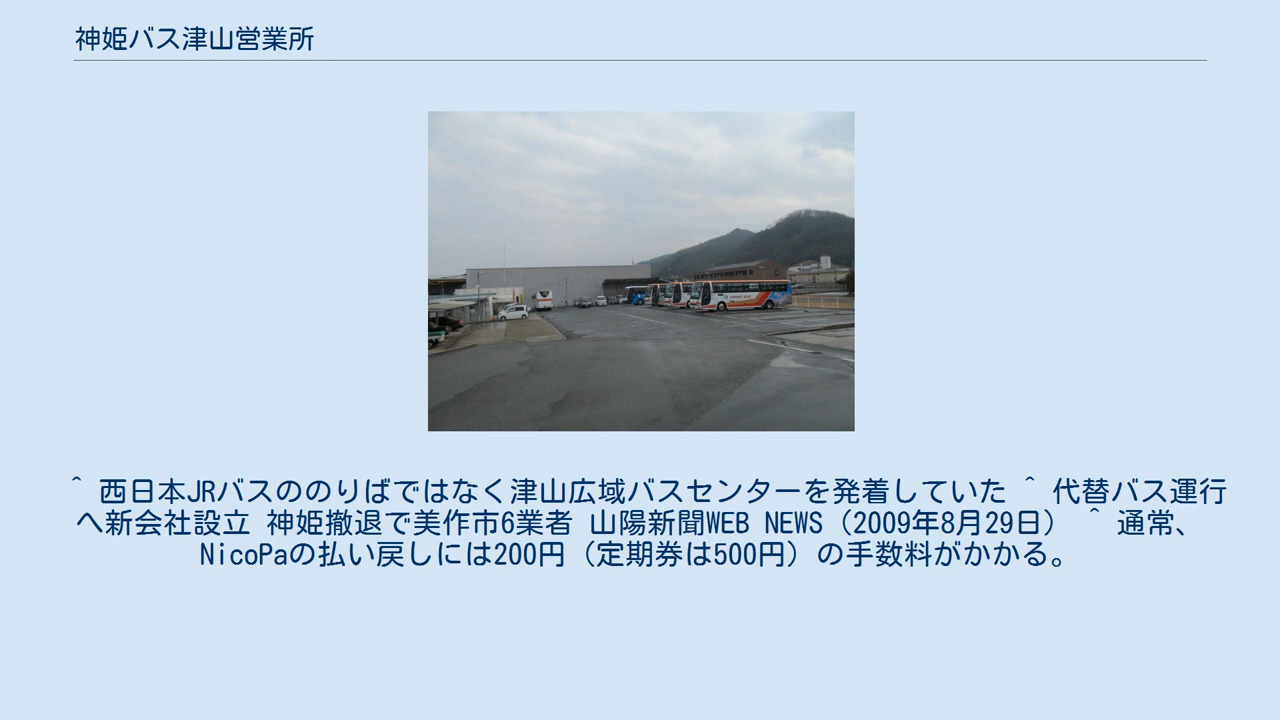 神姫バス津山営業所
^ 西日本JRバスののりばではなく津山広域バスセンターを発着していた ^ 代替バス運行
へ新会社設立 神姫撤退で美作市6業者 山陽新聞WEB NEWS（2009年8月29日） ^ 通常、
NicoPaの払い戻しには200円（定期券は500円）の手数料がかかる。